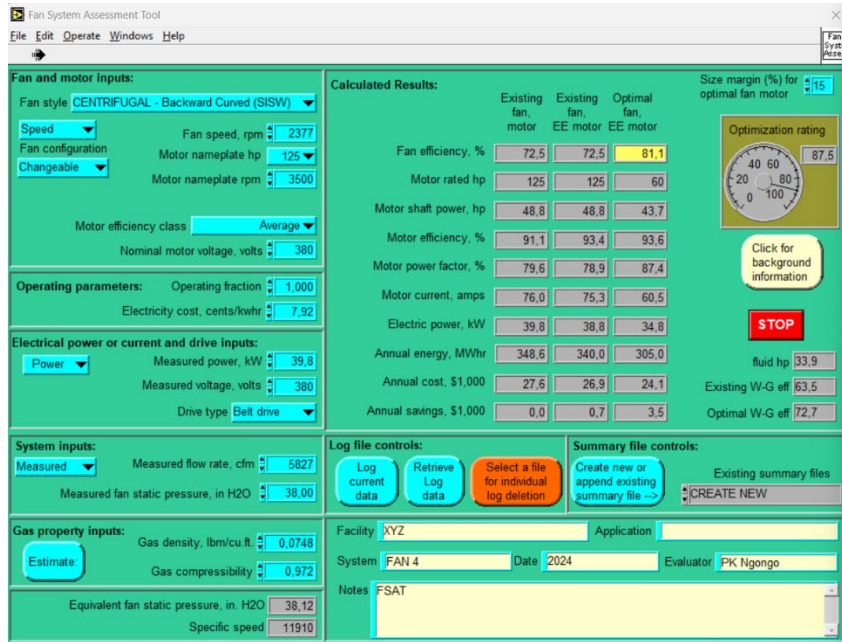 Fan System Assessment Tool
File Edit Operate Windows Help
Fan and motor inputs:
Fan style CENTRIFUGAL - Backward Curved (SISW)
Speed
Fan speed, rpm 2377
Fan configuration
Motor nameplate hp 125
Changeable
Motor nameplate rpm 3500
Motor efficiency class Average
Nominal motor voltage, volts 380
Operating parameters: Operating fraction 1,000
Electricity cost, cents/kwhr 7,92
Electrical power or current and drive inputs:
Power Measured power, kW 39,8
Measured voltage, volts 380
Drive type Belt drive
System inputs:
Measured Measured flow rate, cfm 5827
Measured fan static pressure, in H2O 38,00
Gas property inputs:
Gas density, lbm/cu.ft. 0,0748
Estimate:
Gas compressibility 0,972
Equivalent fan static pressure, in. H2O 38,12
Specific speed 11910
Calculated Results:
Existing fan, motor
Existing fan, EE motor
Optimal fan, EE motor
Fan efficiency, % 72,5 72,5 81,1
Motor rated hp 125 125 60
Motor shaft power, hp 48,8 48,8 43,7
Motor efficiency, % 91,1 93,4 93,6
Motor power factor, % 79,6 78,9 87,4
Motor current, amps 76,0 75,3 60,5
Electric power, kW 39,8 38,8 34,8
Annual energy, MWhr 348,6 340,0 305,0
Annual cost, $1,000 27,6 26,9 24,1
Annual savings, $1,000 0,0 0,7 3,5
Size margin (%) for
optimal fan motor 15
Optimization rating
87,5
0 20 40 60 80 100
Click for
background
information
STOP
fluid hp 33,9
Existing W-G eff 63,5
Optimal W-G eff 72,7
Log file controls:
Log
current
data
Retrieve
Log
data
Select a file
for individual
log deletion
Summary file controls:
Create new or
append existing
summary file -->
Existing summary files
CREATE NEW
Facility XYZ Application
System FAN 4 Date 2024 Evaluator PK Ngongo
Notes FSAT